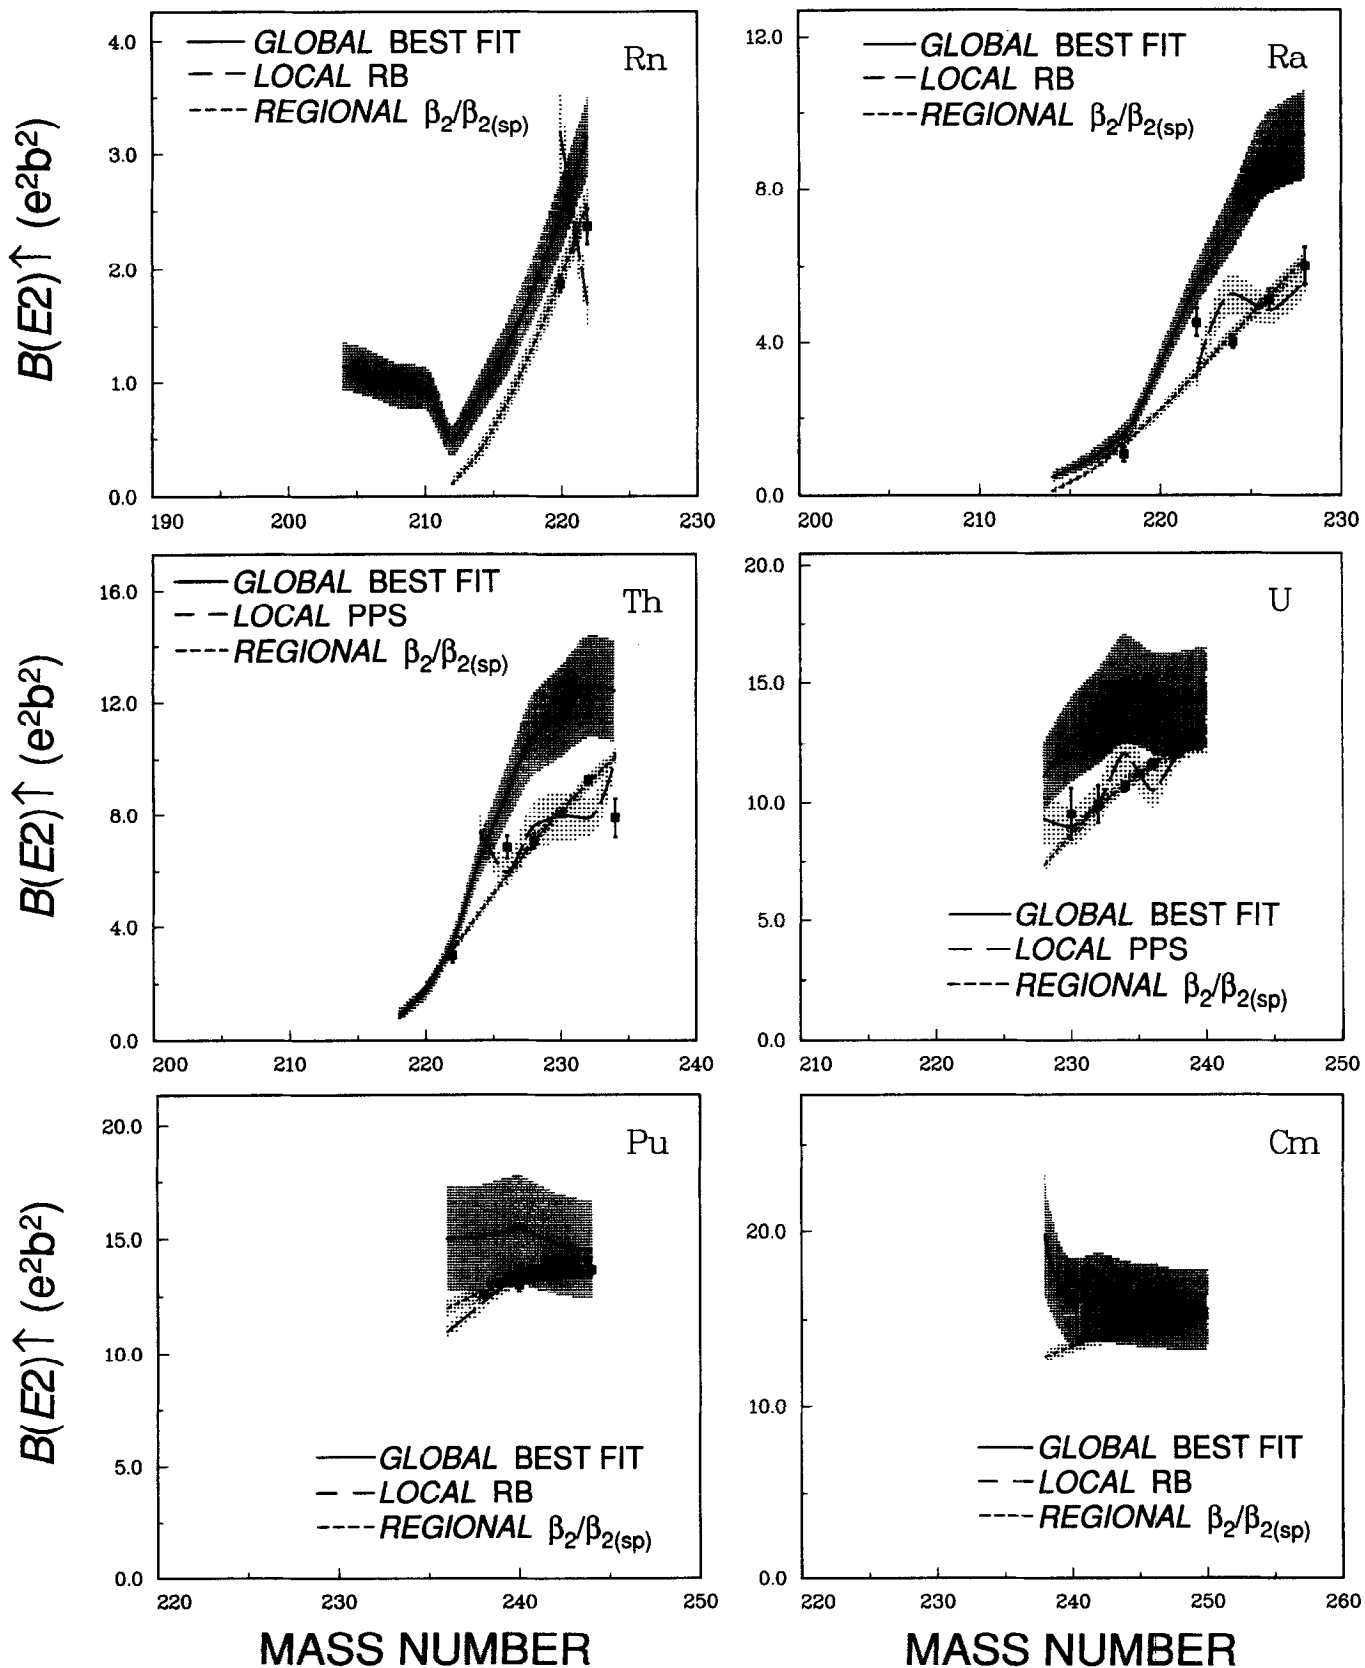 4.0
3.0
2.0
1.0
0.0
190
200
210
220
230
B(E2)↑ (e²b²)
GLOBAL BEST FIT
LOCAL RB
REGIONAL β₂/β₂(sp)
Rn
12.0
8.0
4.0
0.0
200
210
220
230
GLOBAL BEST FIT
LOCAL RB
REGIONAL β₂/β₂(sp)
Ra
16.0
12.0
8.0
4.0
0.0
200
210
220
230
240
B(E2)↑ (e²b²)
GLOBAL BEST FIT
LOCAL PPS
REGIONAL β₂/β₂(sp)
Th
20.0
15.0
10.0
5.0
0.0
210
220
230
240
250
U
GLOBAL BEST FIT
LOCAL PPS
REGIONAL β₂/β₂(sp)
20.0
15.0
10.0
5.0
0.0
220
230
240
250
B(E2)↑ (e²b²)
Pu
GLOBAL BEST FIT
LOCAL RB
REGIONAL β₂/β₂(sp)
MASS NUMBER
20.0
10.0
0.0
220
230
240
250
260
Cm
GLOBAL BEST FIT
LOCAL RB
REGIONAL β₂/β₂(sp)
MASS NUMBER